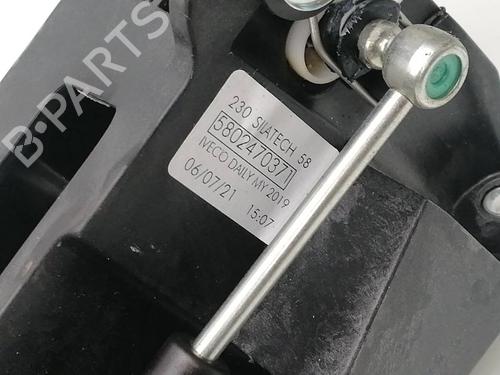 B-PARTS
230 SILATECH 58
5802470371
IVECO DAILY MY 2019
06/07/21 15:07